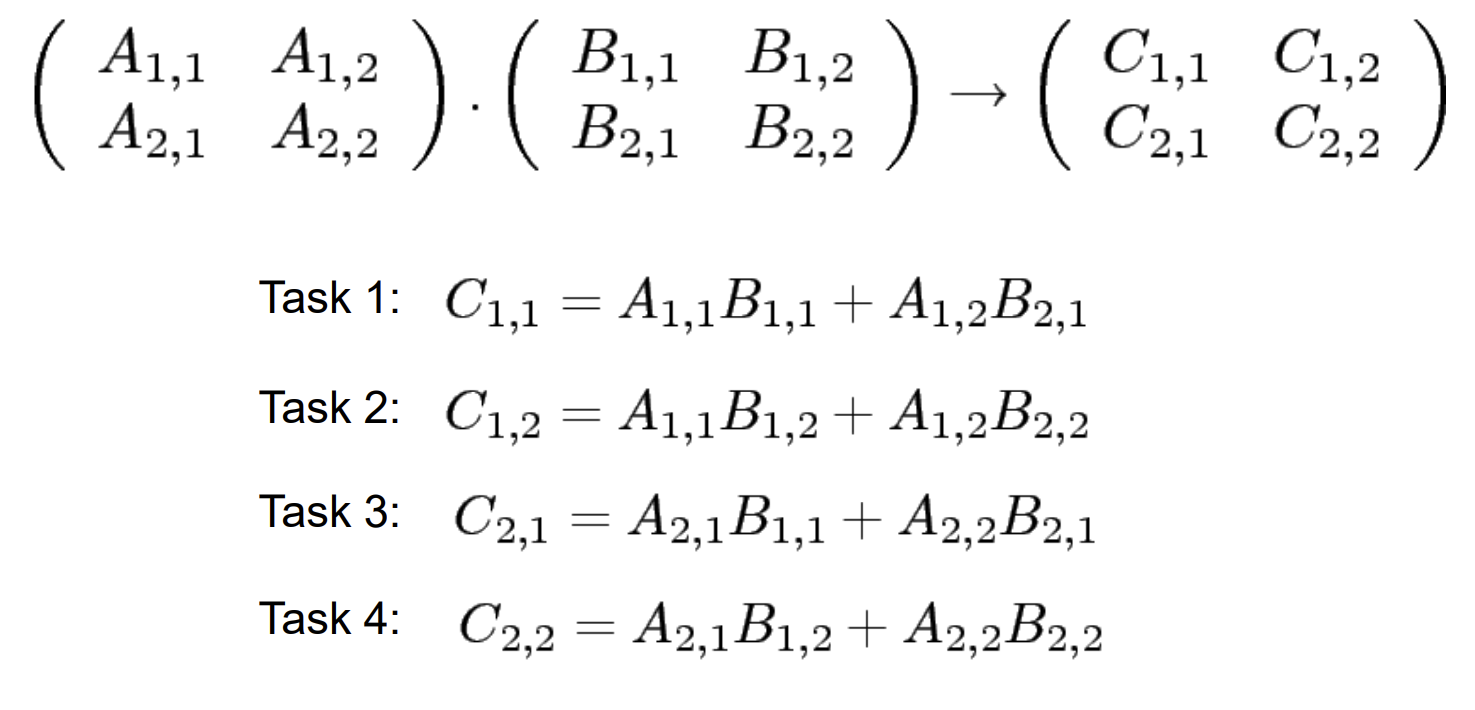 ( A1,1 A1,2 ) · ( B1,1 B1,2 ) → ( C1,1 C1,2 )
( A2,1 A2,2 ) ( B2,1 B2,2 ) ( C2,1 C2,2 )
Task 1: C1,1 = A1,1B1,1 + A1,2B2,1
Task 2: C1,2 = A1,1B1,2 + A1,2B2,2
Task 3: C2,1 = A2,1B1,1 + A2,2B2,1
Task 4: C2,2 = A2,1B1,2 + A2,2B2,2